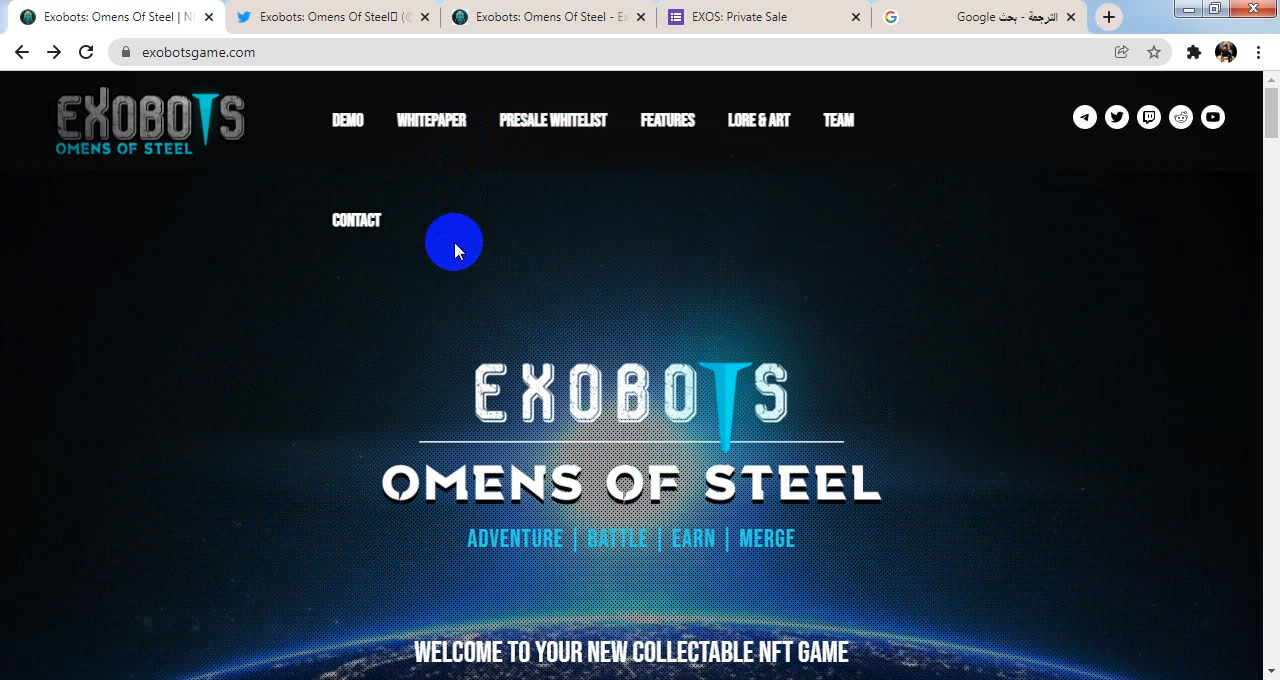 Exobots: Omens Of Steel | N
Exobots: Omens Of Steel
Exobots: Omens Of Steel - E
EXOS: Private Sale
الترجمة - بحث Google
exobotsgame.com
EXOBOTS
OMENS OF STEEL
DEMO
WHITEPAPER
PRESALE WHITELIST
FEATURES
LORE & ART
TEAM
CONTACT
EXOBOTS
OMENS OF STEEL
ADVENTURE | BATTLE | EARN | MERGE
WELCOME TO YOUR NEW COLLECTABLE NFT GAME